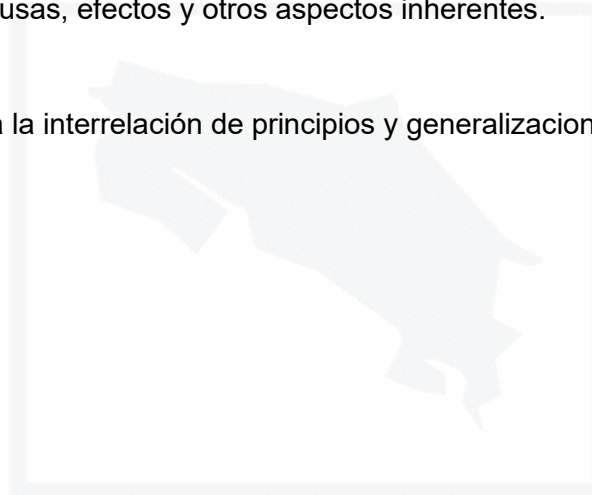 usas, efectos y otros aspectos inherentes.
a la interrelación de principios y generalizacion